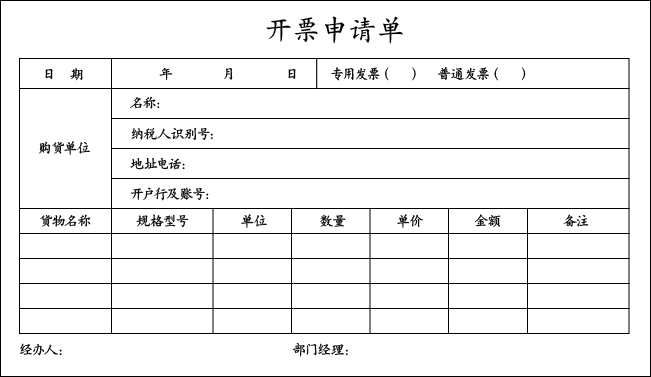 开票申请单
日 期 年 月 日 专用发票（ ） 普通发票（ ）
购货单位
名称：
纳税人识别号：
地址电话：
开户行及账号：
货物名称 规格型号 单位 数量 单价 金额 备注
经办人： 部门经理：